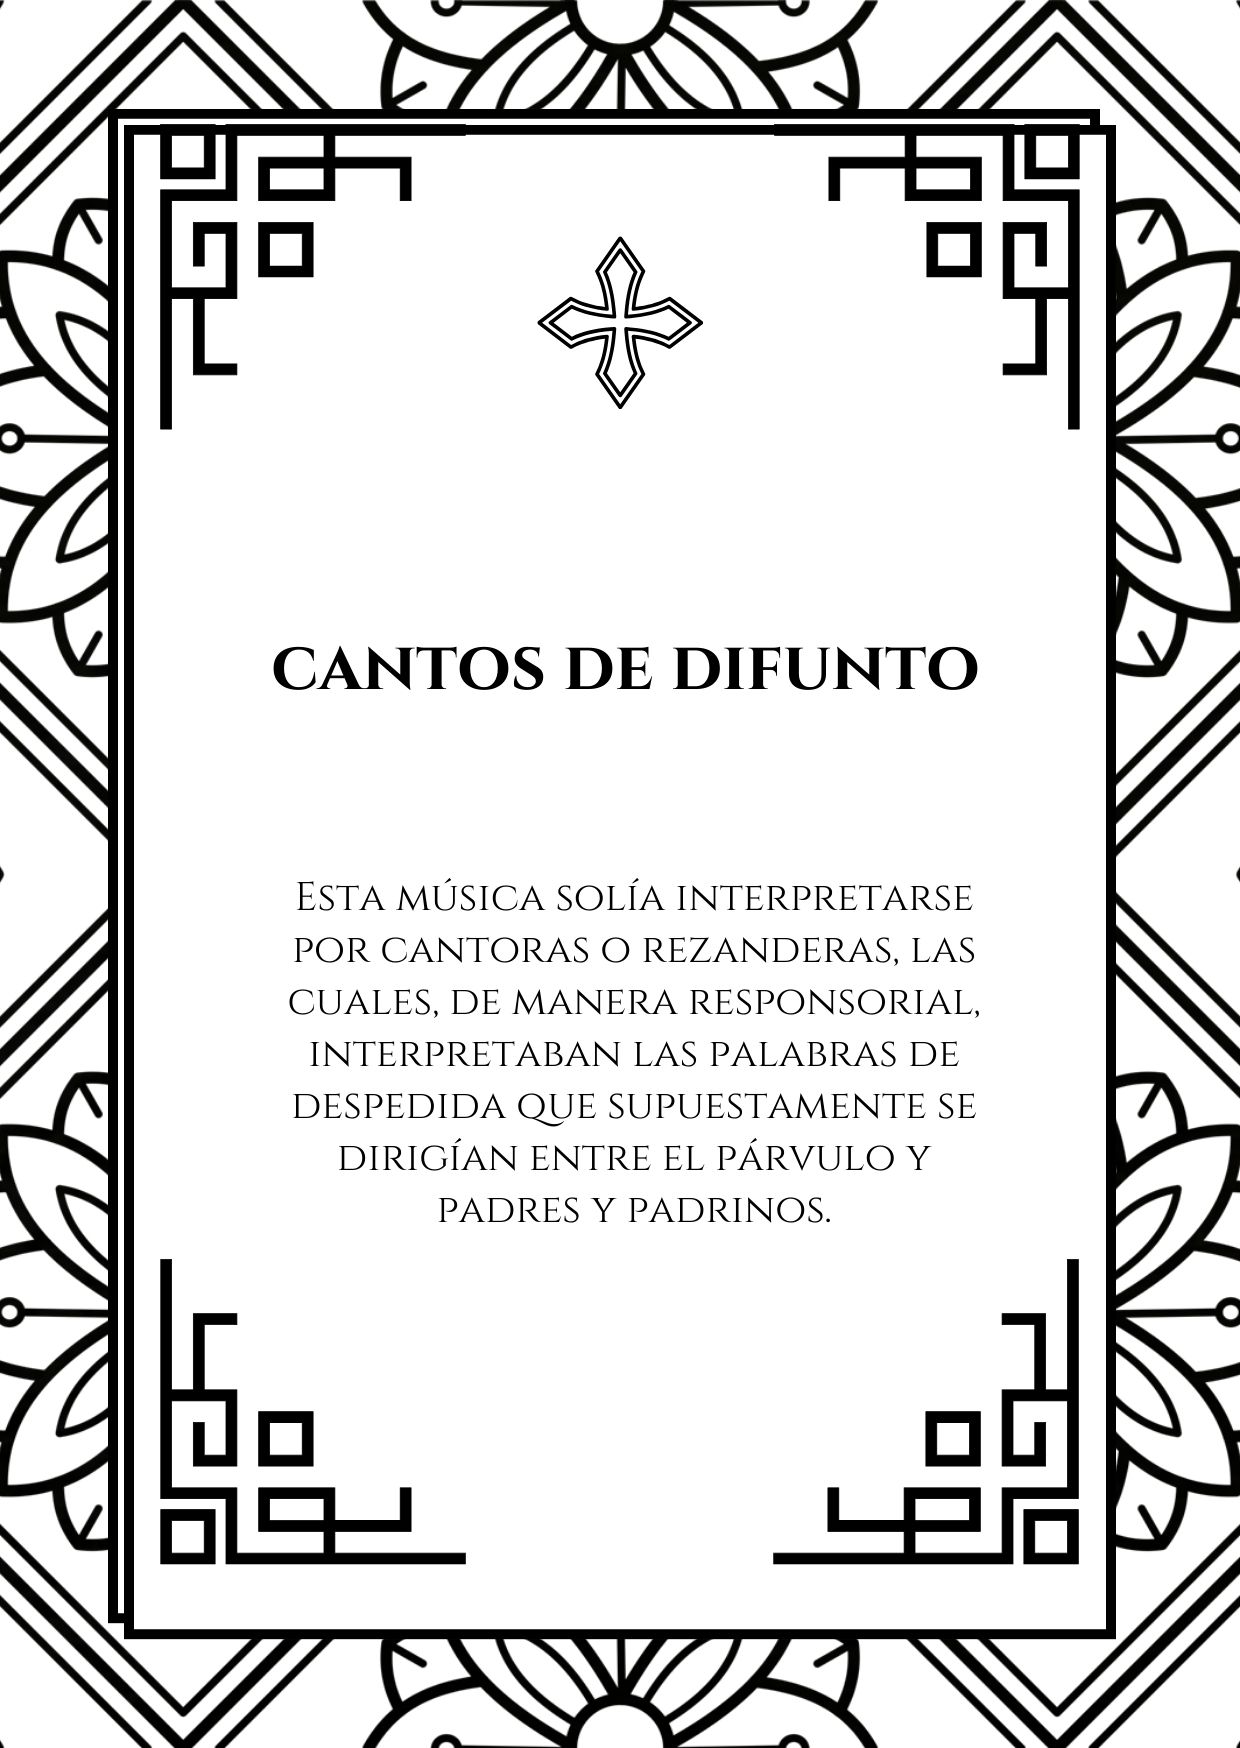 CANTOS DE DIFUNTO
Esta música solía interpretarse
por cantoras o rezanderas, las
cuales, de manera responsorial,
interpretaban las palabras de
despedida que supuestamente se
dirigían entre el párvulo y
padres y padrinos.